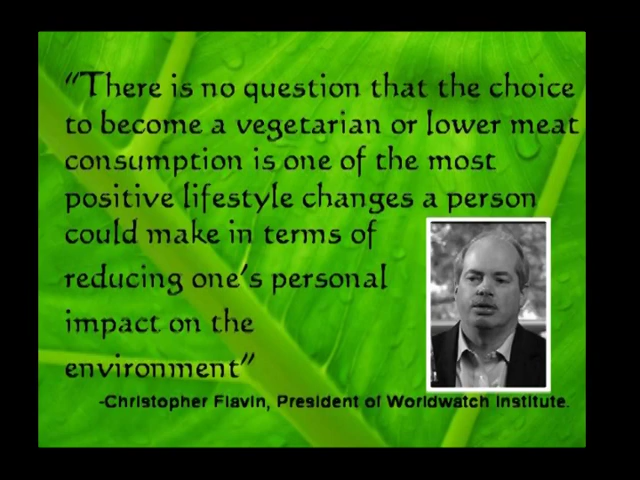 “There is no question that the choice
to become a vegetarian or lower meat
consumption is one of the most
positive lifestyle changes a person
could make in terms of
reducing one's personal
impact on the
environment”
-Christopher Flavin, President of Worldwatch Institute.